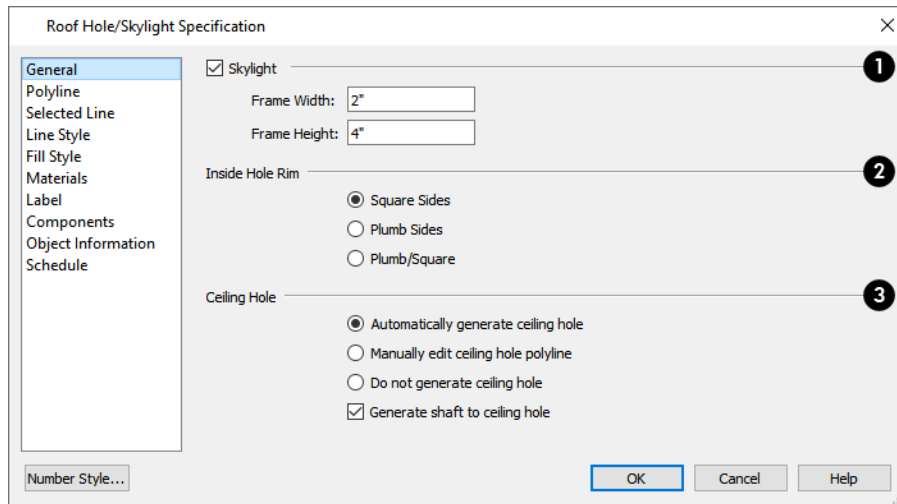 Roof Hole/Skylight Specification
General
Polyline
Selected Line
Line Style
Fill Style
Materials
Label
Components
Object Information
Schedule
Skylight 1
Frame Width: 2"
Frame Height: 4"
Inside Hole Rim 2
Square Sides
Plumb Sides
Plumb/Square
Ceiling Hole 3
Automatically generate ceiling hole
Manually edit ceiling hole polyline
Do not generate ceiling hole
Generate shaft to ceiling hole
Number Style... OK Cancel Help